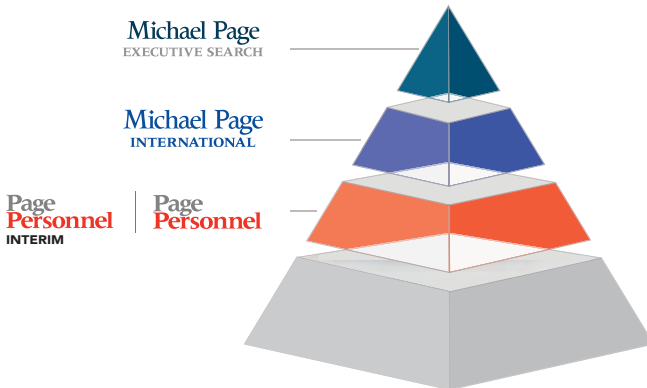 Michael Page
EXECUTIVE SEARCH
Michael Page
INTERNATIONAL
Page
Personnel
INTERIM
Page
Personnel